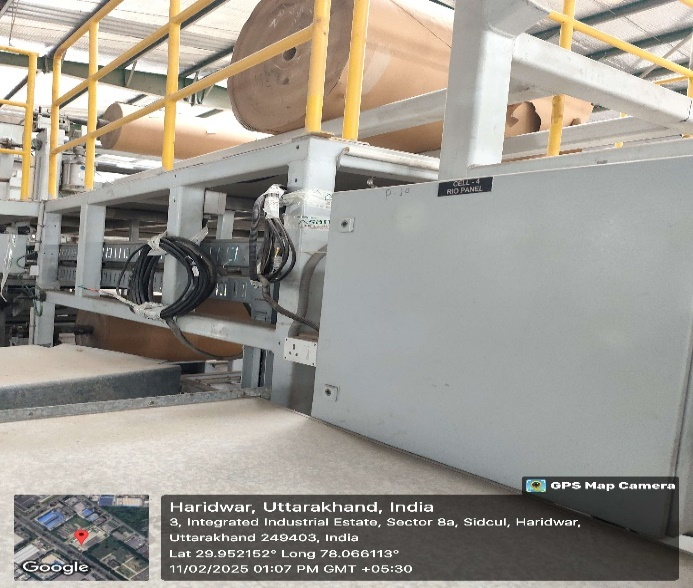 CELL - 4
RIO PANEL
GPS Map Camera
Haridwar, Uttarakhand, India
3, Integrated Industrial Estate, Sector 8a, Sidcul, Haridwar,
Uttarakhand 249403, India
Lat 29.952152° Long 78.066113°
11/02/2025 01:07 PM GMT +05:30
Google